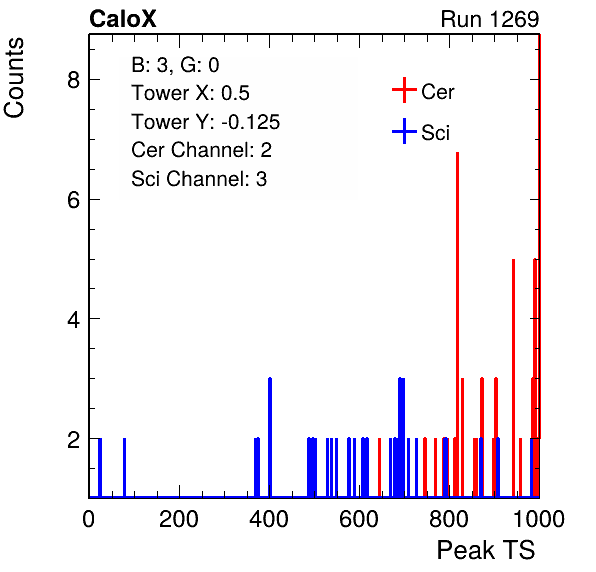 CaloX Run 1269
Counts
B: 3, G: 0
Tower X: 0.5
Tower Y: -0.125
Cer Channel: 2
Sci Channel: 3
Cer
Sci
8
6
4
2
0 200 400 600 800 1000
Peak TS